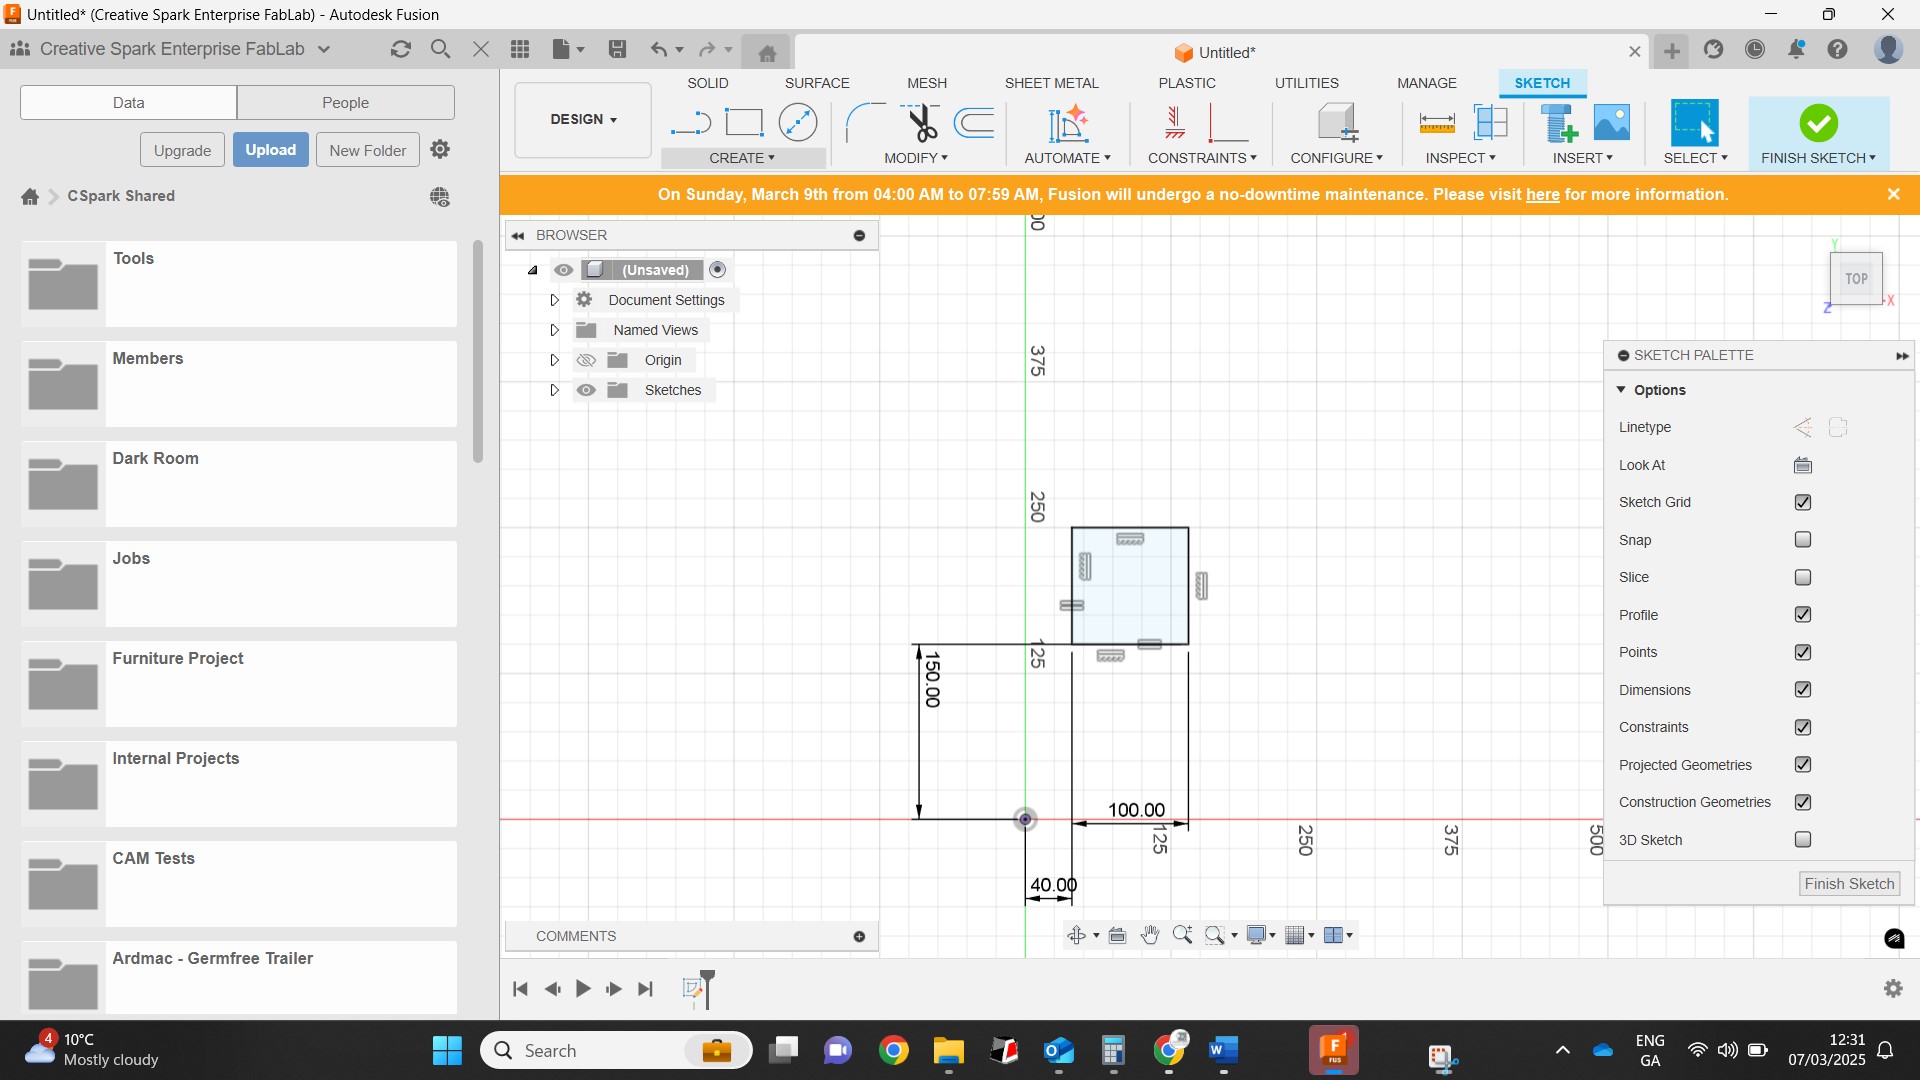 Untitled* (Creative Spark Enterprise FabLab) - Autodesk Fusion
Creative Spark Enterprise FabLab
Untitled*
Data
People
Upgrade
Upload
New Folder
CSpark Shared
Tools
Members
Dark Room
Jobs
Furniture Project
Internal Projects
CAM Tests
Ardmac - Germfree Trailer
DESIGN
SOLID
SURFACE
MESH
SHEET METAL
PLASTIC
UTILITIES
MANAGE
SKETCH
CREATE
MODIFY
AUTOMATE
CONSTRAINTS
CONFIGURE
INSPECT
INSERT
SELECT
FINISH SKETCH
On Sunday, March 9th from 04:00 AM to 07:59 AM, Fusion will undergo a no-downtime maintenance. Please visit here for more information.
BROWSER
(Unsaved)
Document Settings
Named Views
Origin
Sketches
00
375
250
125
150.00
100.00
40.00
125
250
375
500
Y
TOP
X
Z
SKETCH PALETTE
Options
Linetype
Look At
Sketch Grid
Snap
Slice
Profile
Points
Dimensions
Constraints
Projected Geometries
Construction Geometries
3D Sketch
Finish Sketch
COMMENTS
4
10°C
Mostly cloudy
Search
FUS
ENG
GA
12:31
07/03/2025